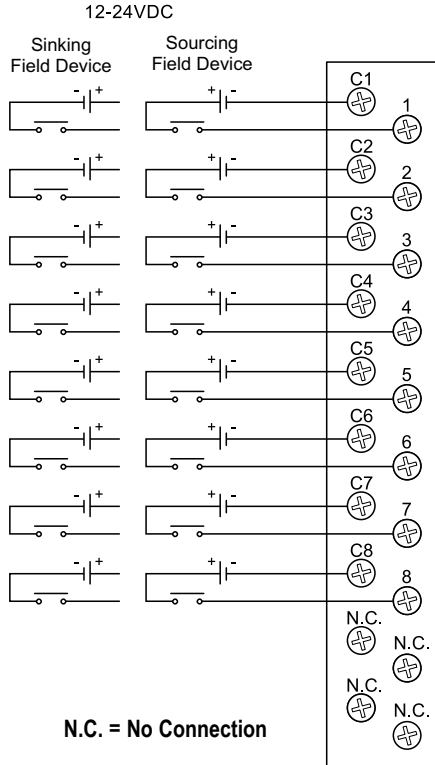 12-24VDC
Sinking
Field Device
Sourcing
Field Device
- +
+ -
C1
1
- +
+ -
C2
2
- +
+ -
C3
3
- +
+ -
C4
4
- +
+ -
C5
5
- +
+ -
C6
6
- +
+ -
C7
7
- +
+ -
C8
8
N.C.
N.C.
N.C.
N.C.
N.C. = No Connection